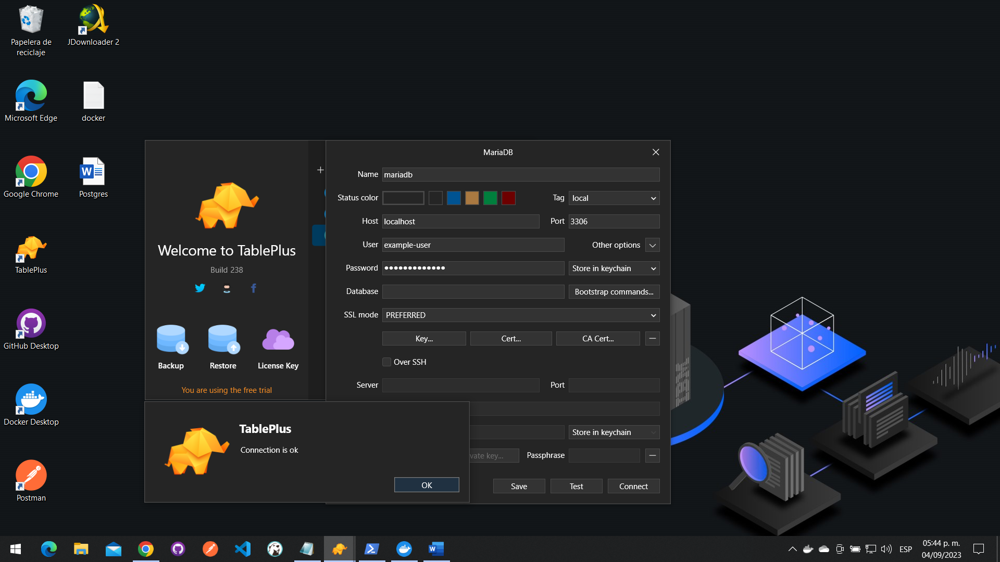 Papelera de
reciclaje
JDownloader 2
Microsoft Edge
docker
Google Chrome
Postgres
TablePlus
GitHub Desktop
Docker Desktop
Postman
Welcome to TablePlus
Build 238
Backup
Restore
License Key
You are using the free trial
MariaDB
Name
mariadb
Status color
Tag
local
Host
localhost
Port
3306
User
example-user
Other options
Password
Store in keychain
Database
Bootstrap commands...
SSL mode
PREFERRED
Key...
Cert...
CA Cert...
Over SSH
Server
Port
Store in keychain
vate key...
Passphrase
Save
Test
Connect
TablePlus
Connection is ok
OK
ESP
05:44 p. m.
04/09/2023